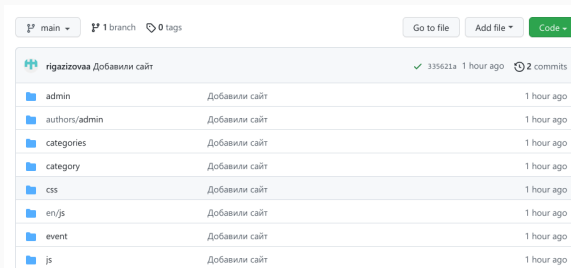 main 1 branch 0 tags Go to file Add file Code
rigazizovaa Добавили сайт 335621a 1 hour ago 2 commits
admin Добавили сайт 1 hour ago
authors/admin Добавили сайт 1 hour ago
categories Добавили сайт 1 hour ago
category Добавили сайт 1 hour ago
css Добавили сайт 1 hour ago
en/js Добавили сайт 1 hour ago
event Добавили сайт 1 hour ago
js Добавили сайт 1 hour ago